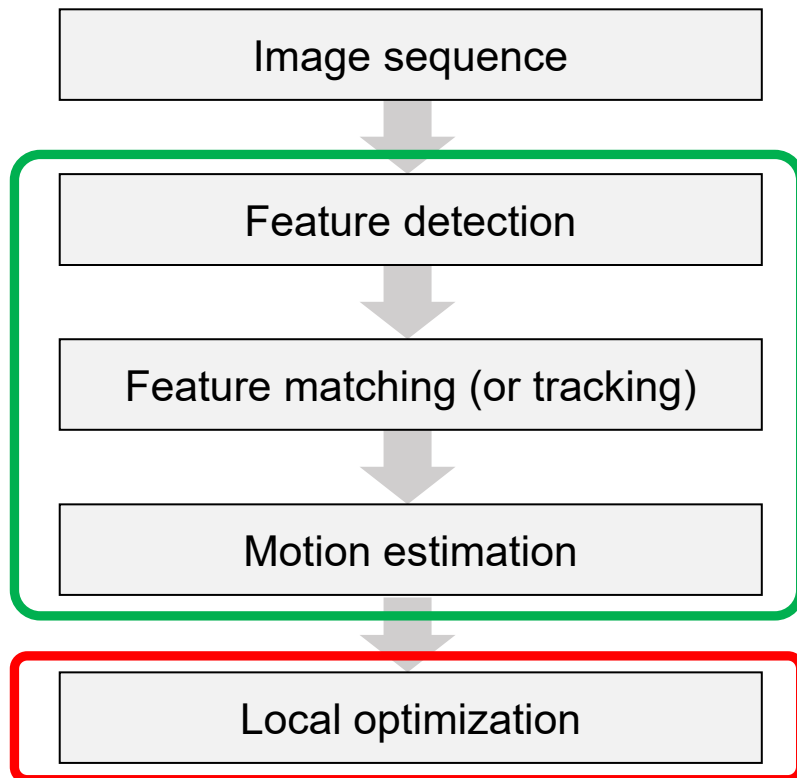 Image sequence
Feature detection
Feature matching (or tracking)
Motion estimation
Local optimization